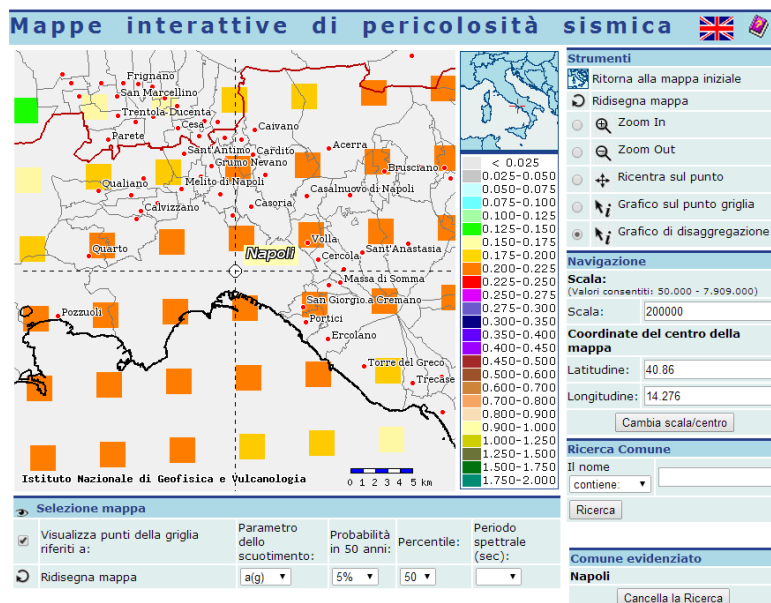 Mappe interattive di pericolosità sismica
Frignano
San Marcellino
Trentola-Ducenta
Cesa
Parete
Caivano
Sant'Antimo
Cardito
Acerra
Grumo Nevano
Brusciano
Qualiano
Melito di Napoli
Casalnuovo di Napoli
Calvizzano
Casoria
Volla
Quarto
Napoli
Cercola
Sant'Anastasia
Massa di Somma
San Giorgio a Cremano
Pozzuoli
Portici
Ercolano
Torre del Greco
Trecase
Istituto Nazionale di Geofisica e Vulcanologia
0 1 2 3 4 5 km
< 0.025
0.025-0.050
0.050-0.075
0.075-0.100
0.100-0.125
0.125-0.150
0.150-0.175
0.175-0.200
0.200-0.225
0.225-0.250
0.250-0.275
0.275-0.300
0.300-0.350
0.350-0.400
0.400-0.450
0.450-0.500
0.500-0.600
0.600-0.700
0.700-0.800
0.800-0.900
0.900-1.000
1.000-1.250
1.250-1.500
1.500-1.750
1.750-2.000
Strumenti
Ritorna alla mappa iniziale
Ridisegna mappa
Zoom In
Zoom Out
Ricentra sul punto
Grafico sul punto griglia
Grafico di disaggregazione
Navigazione
Scala:
(Valori consentiti: 50.000 - 7.909.000)
Scala: 200000
Coordinate del centro della
mappa
Latitudine: 40.86
Longitudine: 14.276
Cambia scala/centro
Ricerca Comune
Il nome
contiene:
Ricerca
Comune evidenziato
Napoli
Cancella la Ricerca
Selezione mappa
Visualizza punti della griglia
riferiti a:
Parametro
dello
scuotimento:
Probabilità
in 50 anni:
Percentile:
Periodo
spettrale
(sec):
Ridisegna mappa
a(g)
5%
50